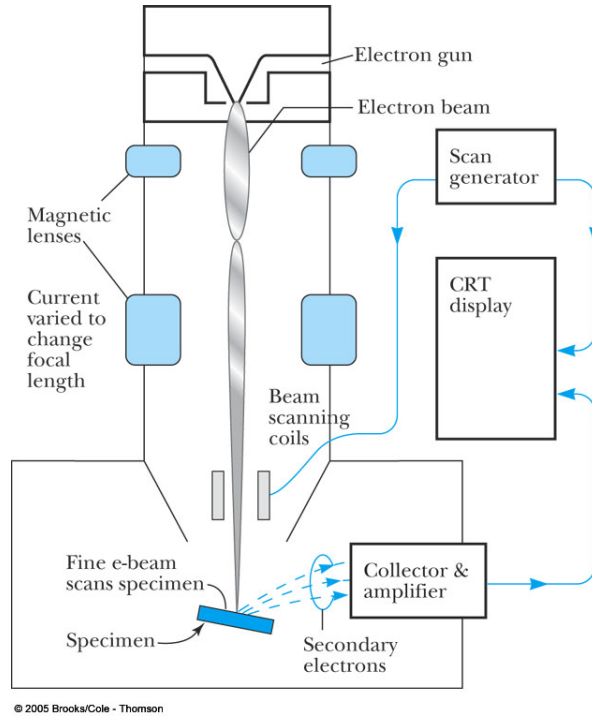 Electron gun
Electron beam
Scan
generator
Magnetic
lenses
Current
varied to
change
focal
length
CRT
display
Beam
scanning
coils
Fine e-beam
scans specimen
Specimen
Collector &
amplifier
Secondary
electrons
© 2005 Brooks/Cole - Thomson